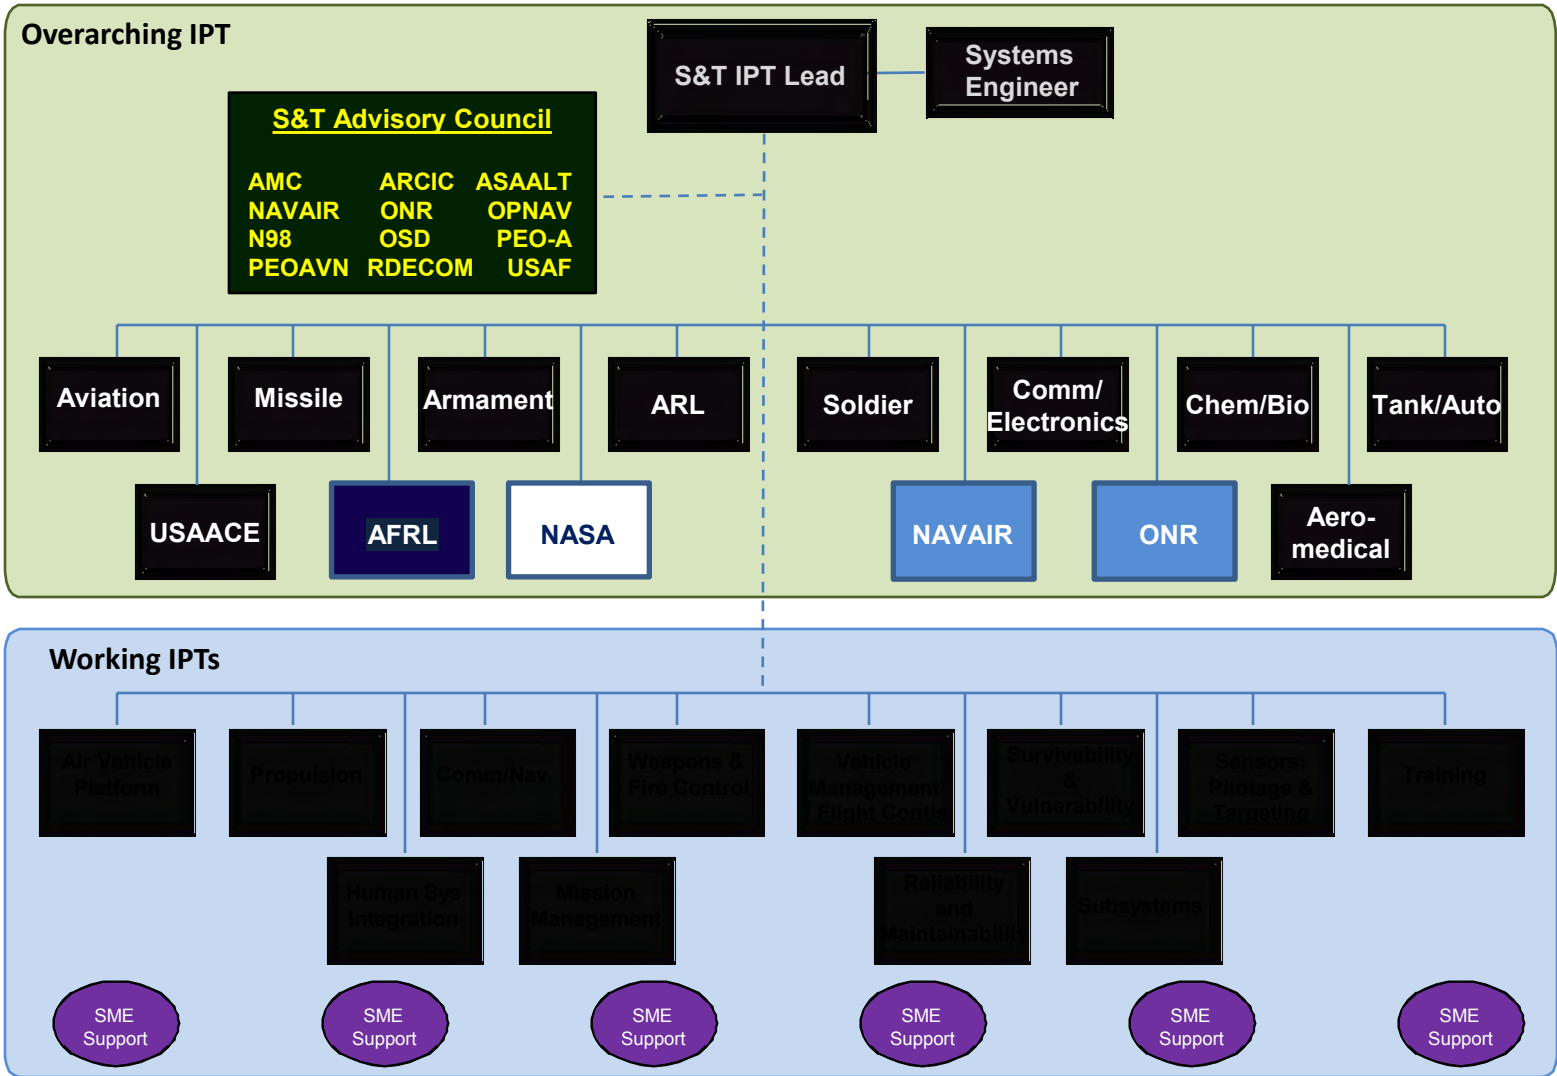 Overarching IPT
S&T IPT Lead
Systems
Engineer
S&T Advisory Council
AMC ARCIC ASAALT
NAVAIR ONR OPNAV
N98 OSD PEO-A
PEOAVN RDECOM USAF
Aviation
Missile
Armament
ARL
Soldier
Comm/
Electronics
Chem/Bio
Tank/Auto
USAACE
AFRL
NASA
NAVAIR
ONR
Aero-
medical
Working IPTs
Air Vehicle
Platform
Propulsion
Comm/Nav
Weapons &
Fire Control
Vehicle
Management
/ Flight Contls
Survivability
&
Vulnerability
Sensors:
Pilotage &
Targeting
Training
Human Sys
Integration
Mission
Management
Reliability
and
Maintainability
Subsystems
SME
Support
SME
Support
SME
Support
SME
Support
SME
Support
SME
Support